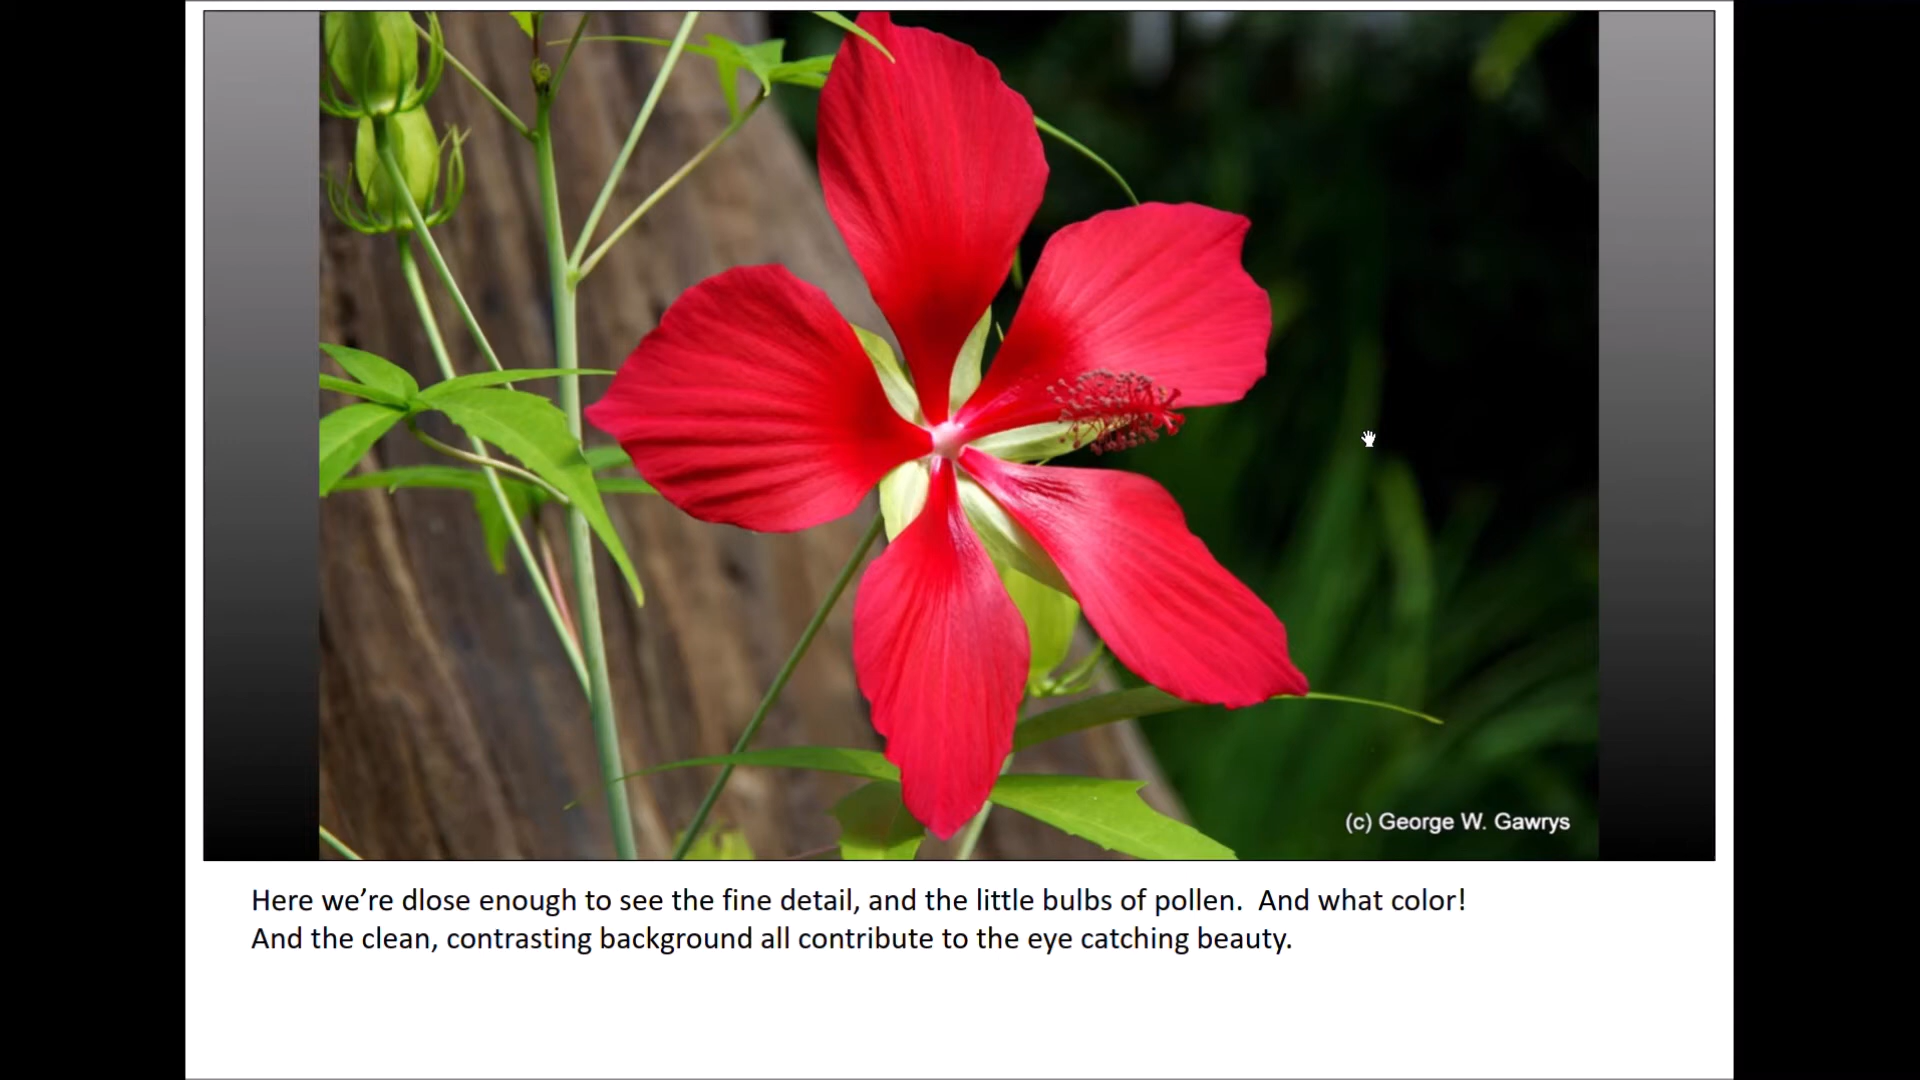 (c) George W. Gawrys
Here we’re dlose enough to see the fine detail, and the little bulbs of pollen.  And what color!
And the clean, contrasting background all contribute to the eye catching beauty.